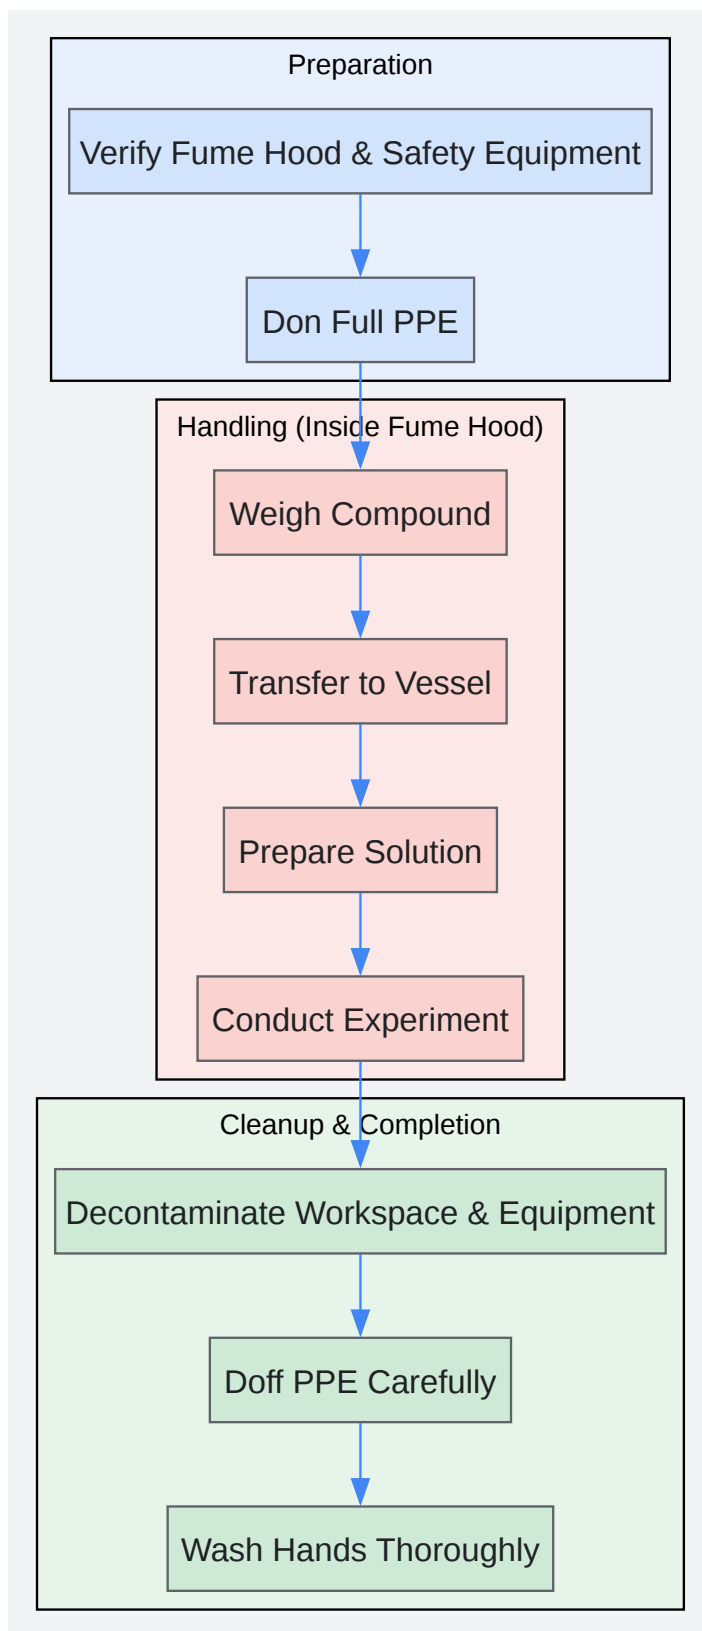 Preparation
Verify Fume Hood & Safety Equipment
Don Full PPE
Handling (Inside Fume Hood)
Weigh Compound
Transfer to Vessel
Prepare Solution
Conduct Experiment
Cleanup & Completion
Decontaminate Workspace & Equipment
Doff PPE Carefully
Wash Hands Thoroughly